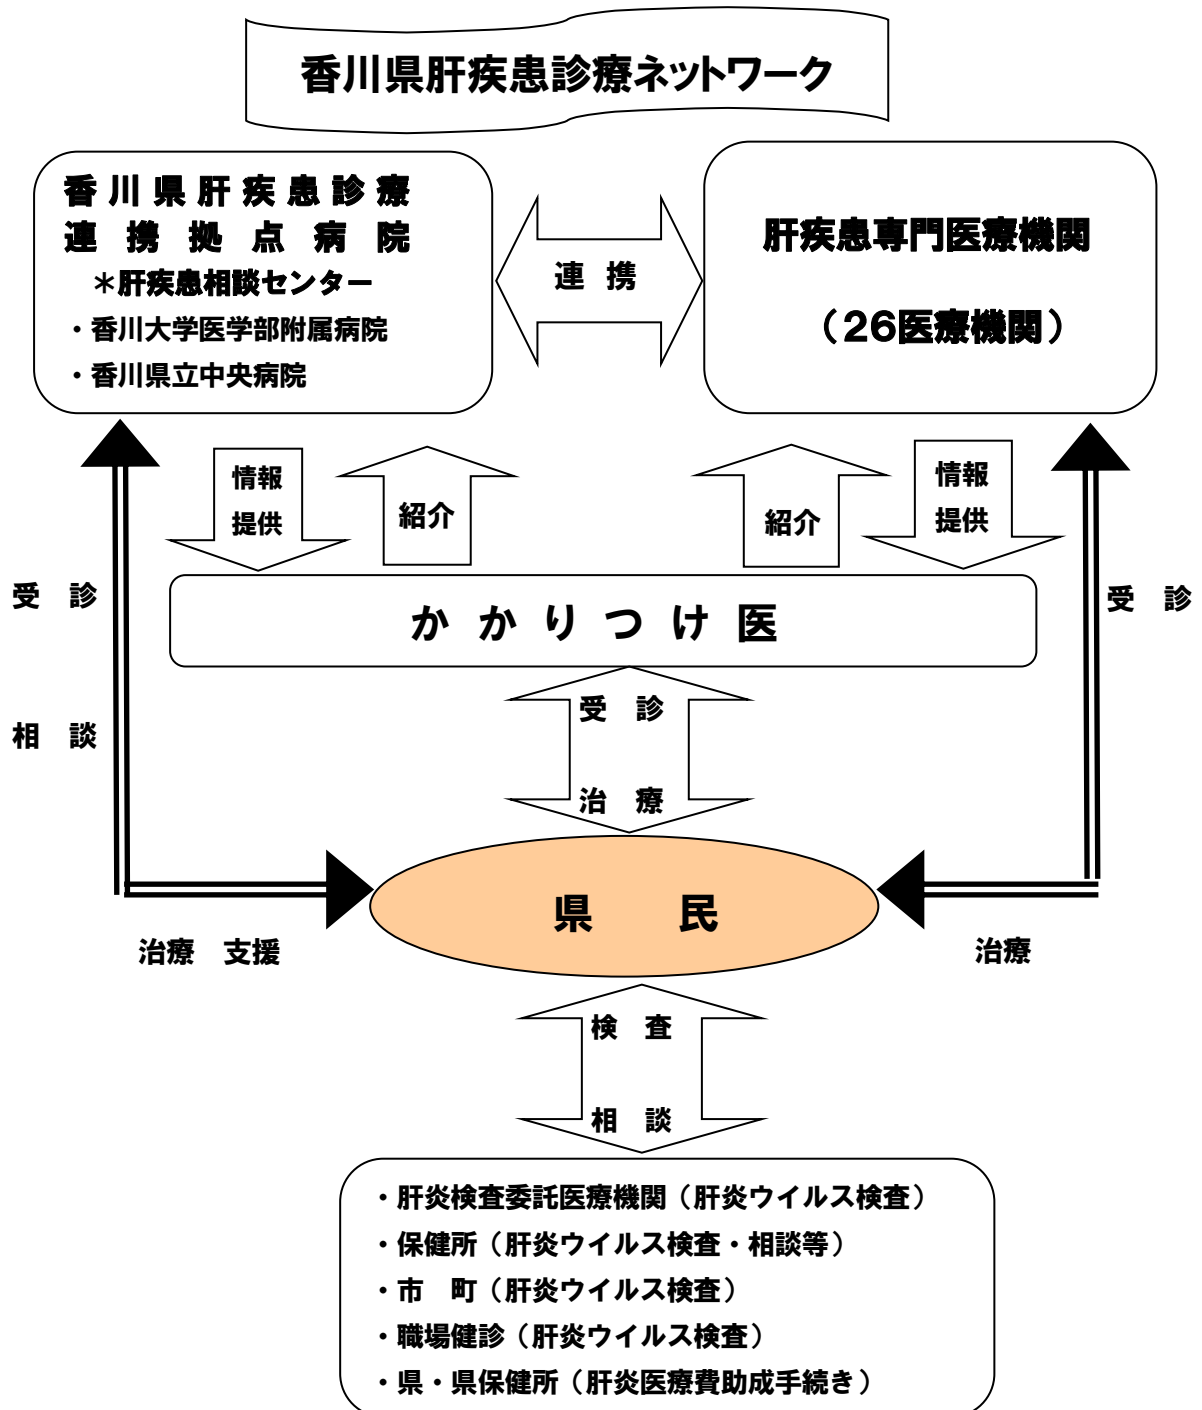 香川県肝疾患診療ネットワーク
香川県肝疾患診療
連携拠点病院
＊肝疾患相談センター
・香川大学医学部附属病院
・香川県立中央病院
連 携
肝疾患専門医療機関
（26医療機関）
情報
提供
紹介
紹介
情報
提供
受　診
相　談
かかりつけ医
受　診
受　診
治　療
県　民
治療　支援
治療
検　査
相　談
・肝炎検査委託医療機関（肝炎ウイルス検査）
・保健所（肝炎ウイルス検査・相談等）
・市　町（肝炎ウイルス検査）
・職場健診（肝炎ウイルス検査）
・県・県保健所（肝炎医療費助成手続き）